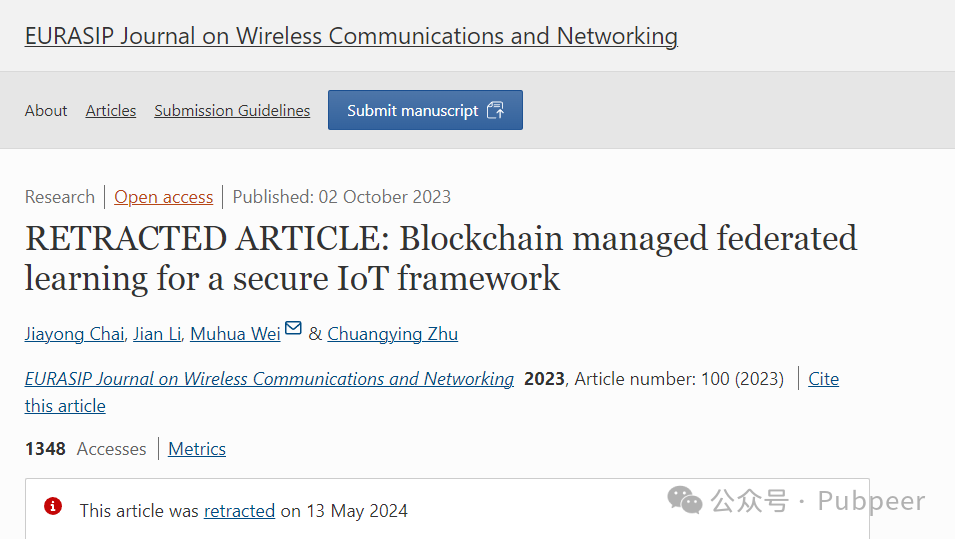 EURASIP Journal on Wireless Communications and Networking
About Articles Submission Guidelines Submit manuscript
Research Open access Published: 02 October 2023
RETRACTED ARTICLE: Blockchain managed federated
learning for a secure IoT framework
Jiayong Chai, Jian Li, Muhua Wei & Chuangying Zhu
EURASIP Journal on Wireless Communications and Networking 2023, Article number: 100 (2023) Cite
this article
1348 Accesses Metrics
This article was retracted on 13 May 2024
公众号 · Pubpeer